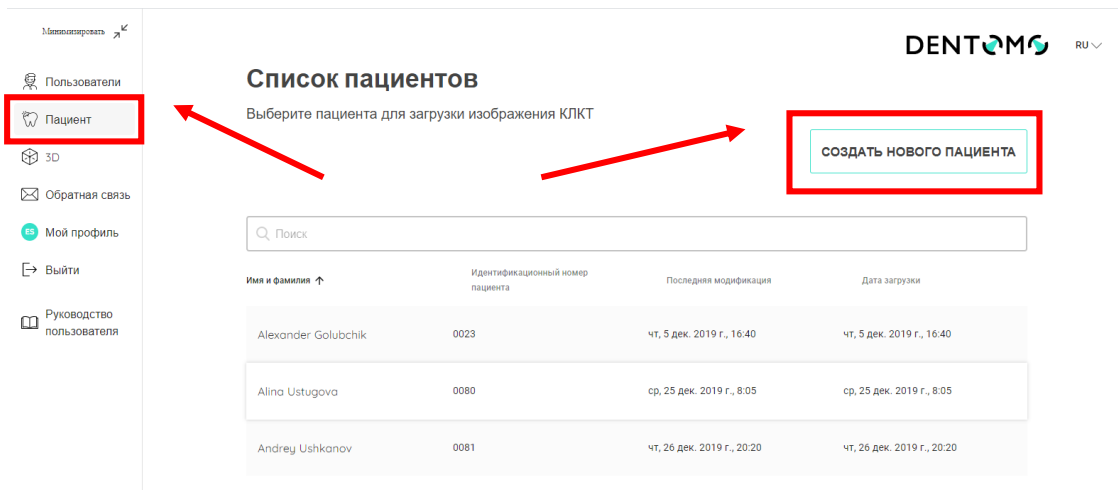 Минимизировать
DENTOMO
RU
Пользователи
Пациент
3D
Обратная связь
ES
Мой профиль
Выйти
Руководство
пользователя
Список пациентов
Выберите пациента для загрузки изображения КЛКТ
СОЗДАТЬ НОВОГО ПАЦИЕНТА
Поиск
Имя и фамилия
Идентификационный номер
пациента
Последняя модификация
Дата загрузки
Alexander Golubchik 0023 чт, 5 дек. 2019 г., 16:40 чт, 5 дек. 2019 г., 16:40
Alina Ustugova 0080 ср, 25 дек. 2019 г., 8:05 ср, 25 дек. 2019 г., 8:05
Andrey Ushkanov 0081 чт, 26 дек. 2019 г., 20:20 чт, 26 дек. 2019 г., 20:20